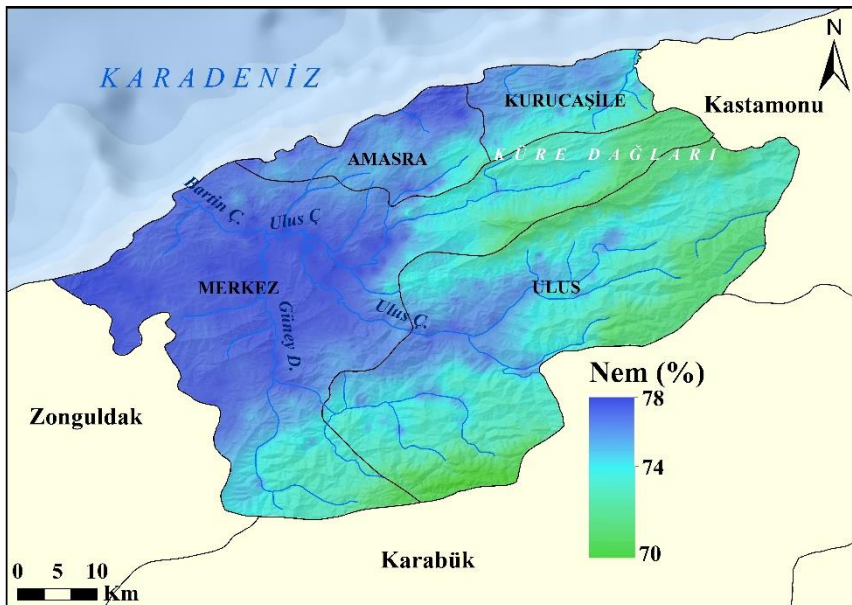 N
KARADENİZ
KURUCAŞİLE
Kastamonu
AMASRA
KÜRE DAĞLARI
Bartin Ç.
Ulus Ç
MERKEZ
ULUS
Güney D.
Ulus Ç.
Nem (%)
78
74
70
Zonguldak
Karabük
0 5 10
Km